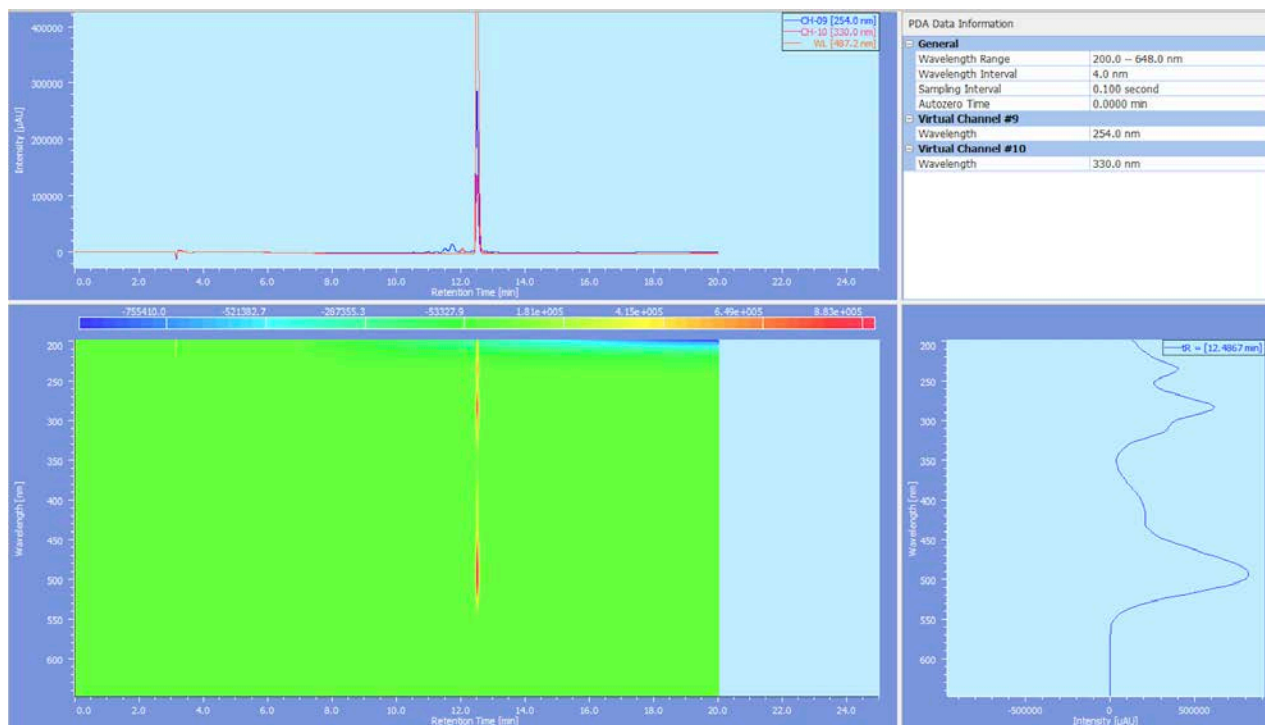 CH-09 [254.0 nm]
CH-10 [330.0 nm]
WL [487.2 nm]
400000
300000
200000
100000
0
Intensity [µAU]
0.0 2.0 4.0 6.0 8.0 10.0 12.0 14.0 16.0 18.0 20.0 22.0 24.0
Retention Time [min]
PDA Data Information
General
Wavelength Range 200.0 -- 648.0 nm
Wavelength Interval 4.0 nm
Sampling Interval 0.100 second
Autozero Time 0.0000 min
Virtual Channel #9
Wavelength 254.0 nm
Virtual Channel #10
Wavelength 330.0 nm
-755410.0 -521382.7 -287355.3 -53327.9 1.81e+005 4.15e+005 6.49e+005 8.83e+005
200
250
300
350
400
450
500
550
600
Wavelength [nm]
0.0 2.0 4.0 6.0 8.0 10.0 12.0 14.0 16.0 18.0 20.0 22.0 24.0
Retention Time [min]
tR = [12.4867 min]
200
250
300
350
400
450
500
550
600
Wavelength [nm]
-500000 0 500000
Intensity [µAU]